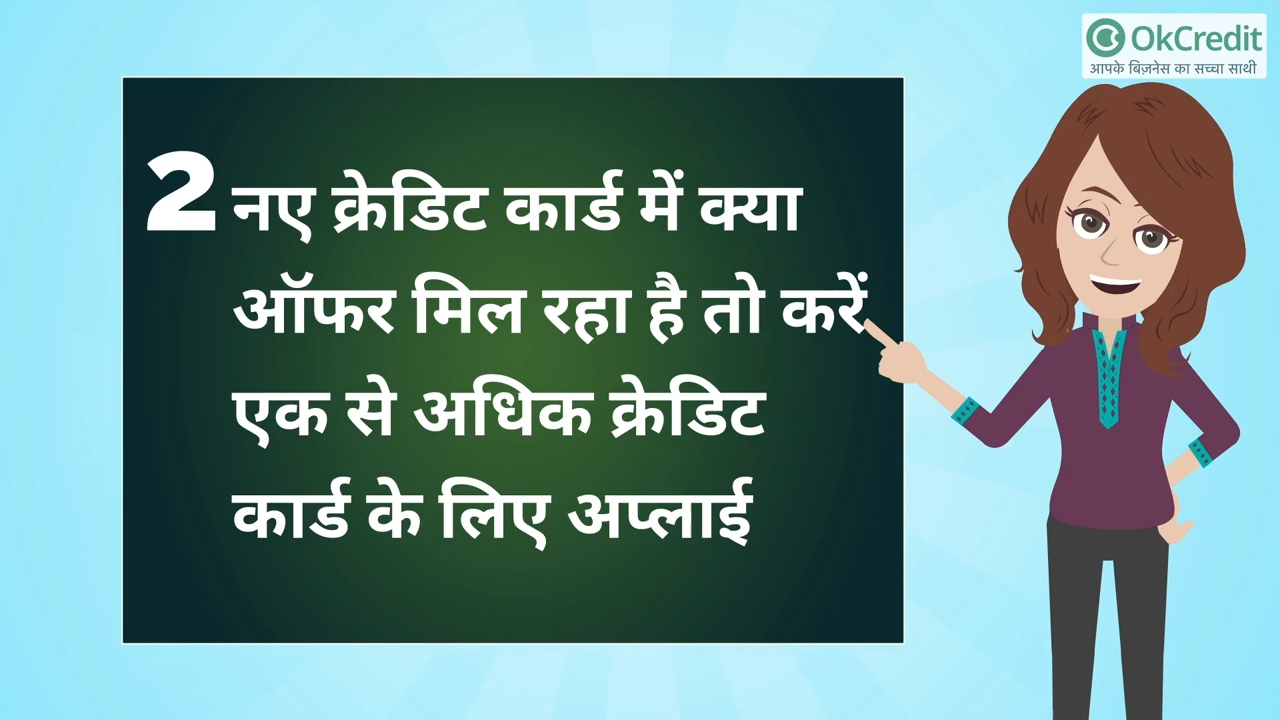 OkCredit
आपके बिज़नेस का सच्चा साथी
2 नए क्रेडिट कार्ड में क्या
ऑफर मिल रहा है तो करें
एक से अधिक क्रेडिट
कार्ड के लिए अप्लाई